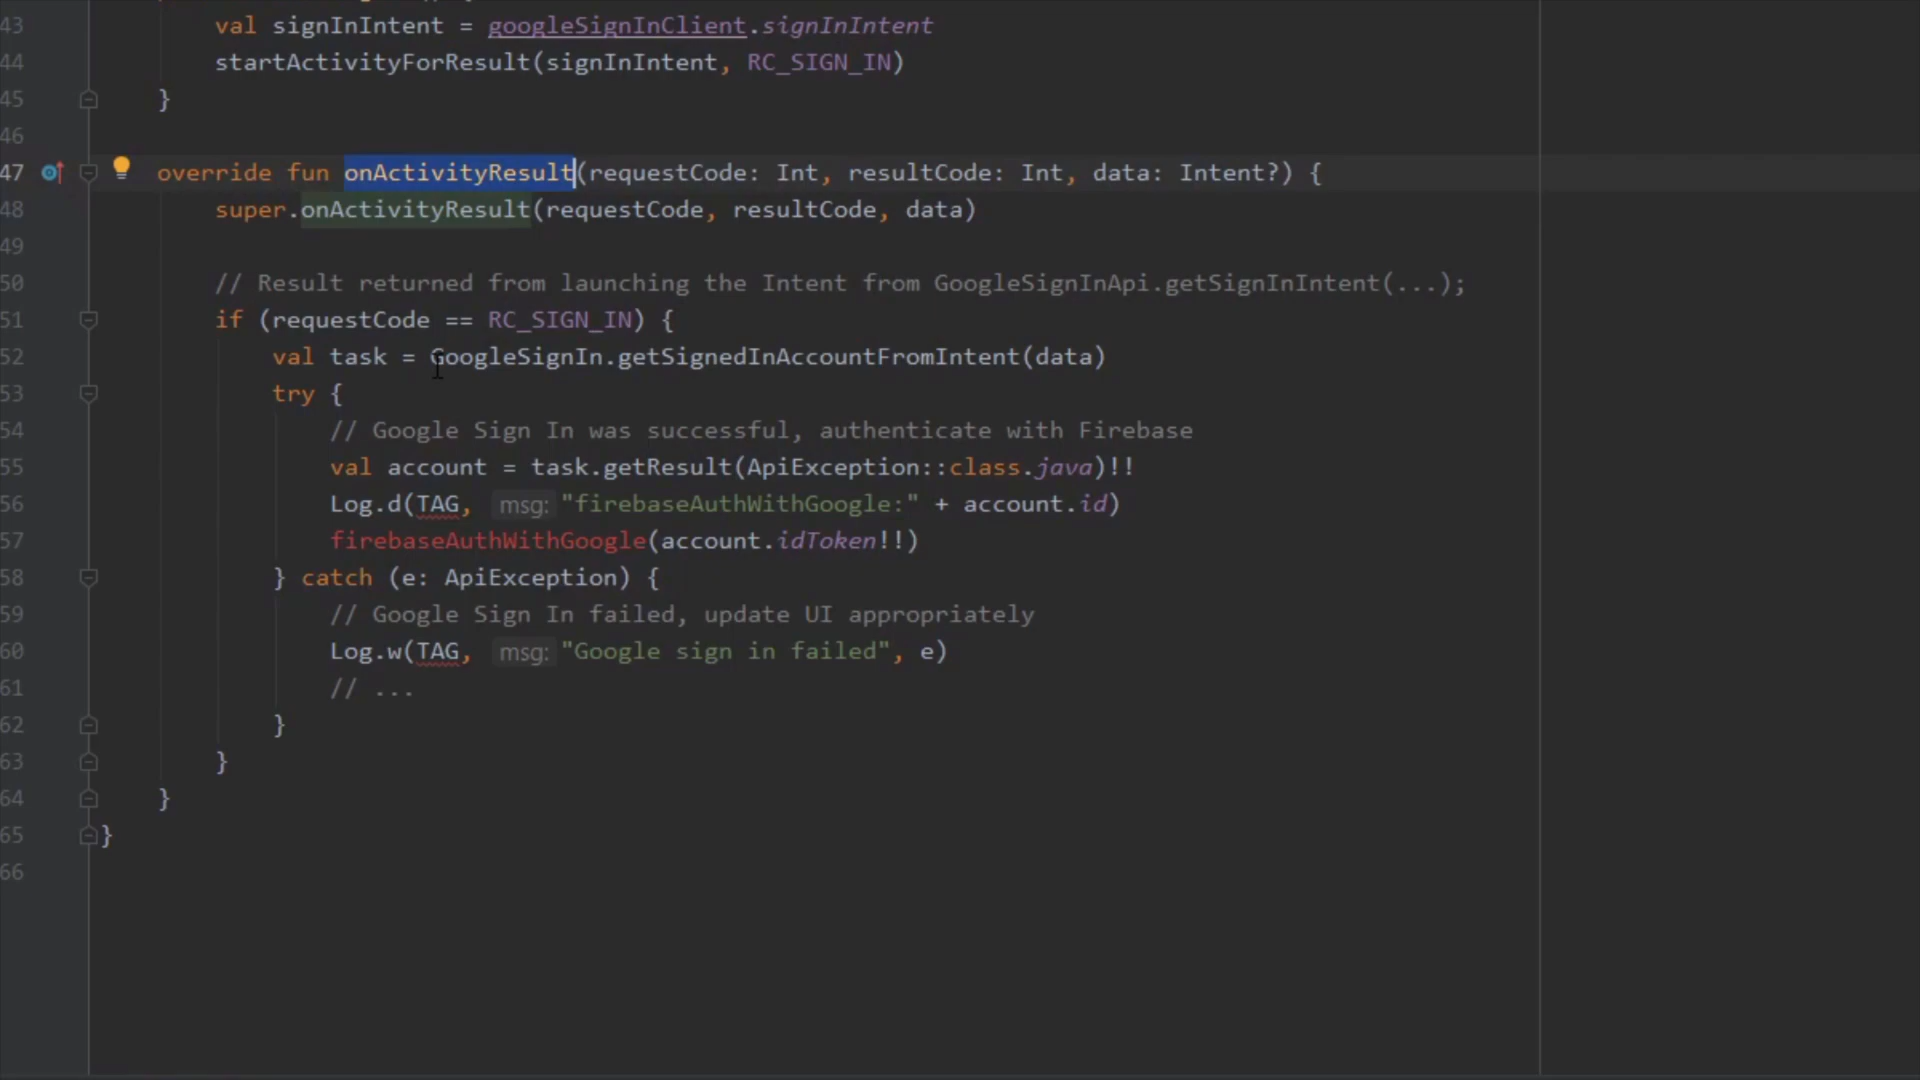 43 val signInIntent = googleSignInClient.signInIntent
44 startActivityForResult(signInIntent, RC_SIGN_IN)
45 }
46
47 override fun onActivityResult(requestCode: Int, resultCode: Int, data: Intent?) {
48 super.onActivityResult(requestCode, resultCode, data)
49
50 // Result returned from launching the Intent from GoogleSignInApi.getSignInIntent(...);
51 if (requestCode == RC_SIGN_IN) {
52 val task = GoogleSignIn.getSignedInAccountFromIntent(data)
53 try {
54 // Google Sign In was successful, authenticate with Firebase
55 val account = task.getResult(ApiException::class.java)!!
56 Log.d(TAG, msg: "firebaseAuthWithGoogle:" + account.id)
57 firebaseAuthWithGoogle(account.idToken!!)
58 } catch (e: ApiException) {
59 // Google Sign In failed, update UI appropriately
60 Log.w(TAG, msg: "Google sign in failed", e)
61 // ...
62 }
63 }
64 }
65 }
66